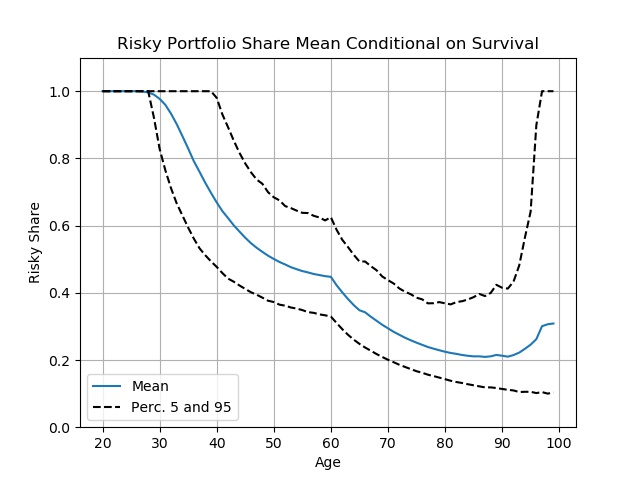 Risky Portfolio Share Mean Conditional on Survival
1.0
0.8
0.6
0.4
0.2
0.0
Risky Share
Mean
Perc. 5 and 95
20 30 40 50 60 70 80 90 100
Age